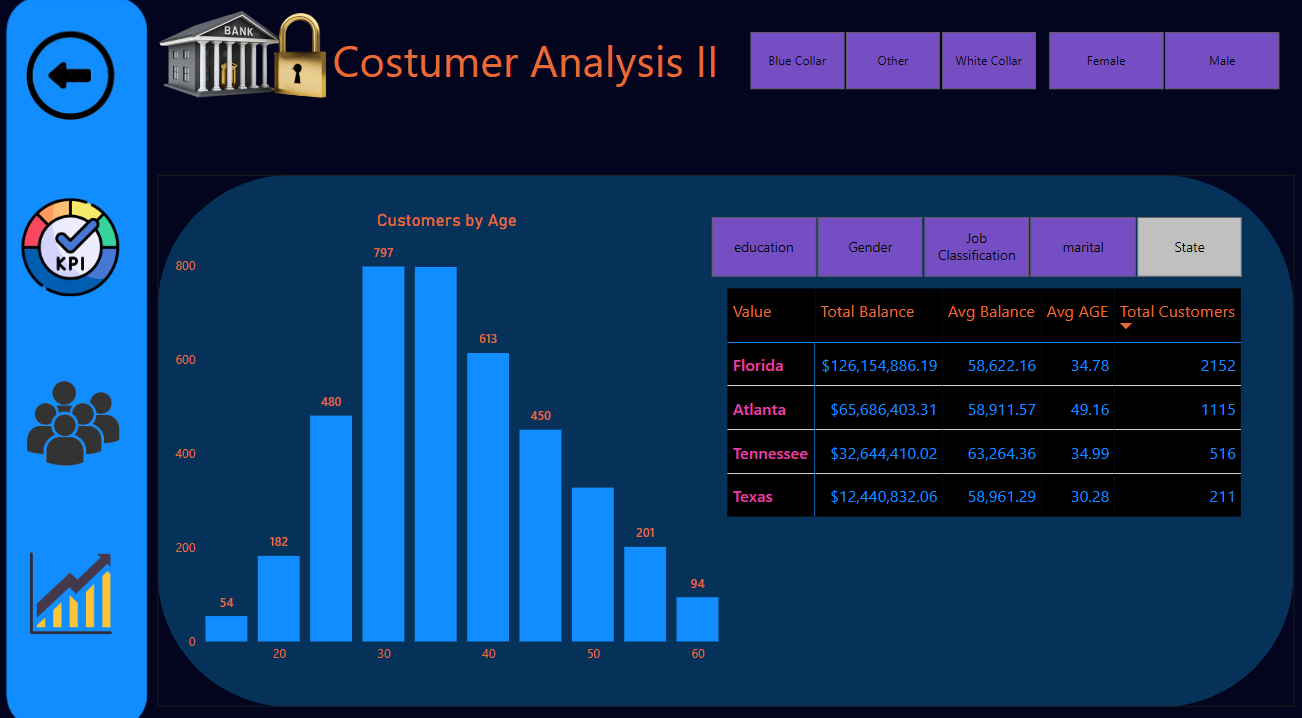 BANK
Costumer Analysis II
Blue Collar
Other
White Collar
Female
Male
KPI
Customers by Age
800
600
400
200
0
54
182
480
797
613
450
201
94
20
30
40
50
60
education
Gender
Job
Classification
marital
State
Value Total Balance Avg Balance Avg AGE Total Customers
Florida $126,154,886.19 58,622.16 34.78 2152
Atlanta $65,686,403.31 58,911.57 49.16 1115
Tennessee $32,644,410.02 63,264.36 34.99 516
Texas $12,440,832.06 58,961.29 30.28 211